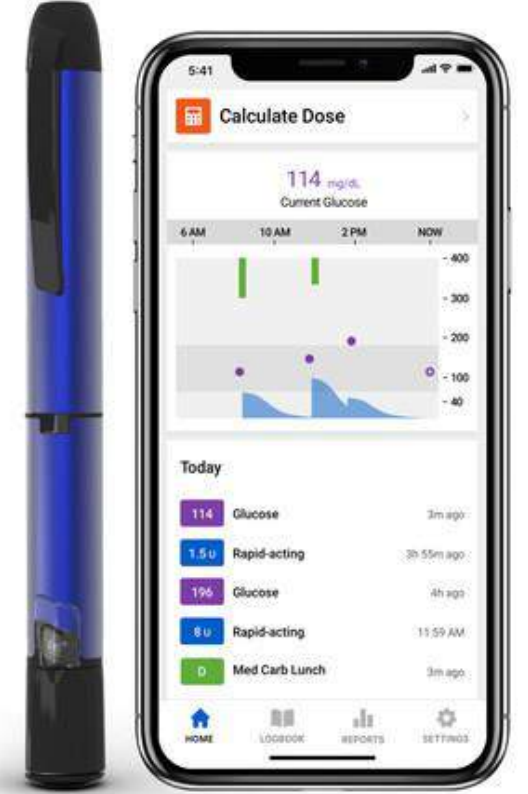 5:41
Calculate Dose
114 mg/dL
Current Glucose
6 AM 10 AM 2 PM NOW
- 400
- 300
- 200
- 100
- 40
Today
114 Glucose 3m ago
1.5 U Rapid-acting 3h 55m ago
196 Glucose 4h ago
8 U Rapid-acting 11:59 AM
D Med Carb Lunch 3m ago
HOME LOGBOOK REPORTS SETTINGS